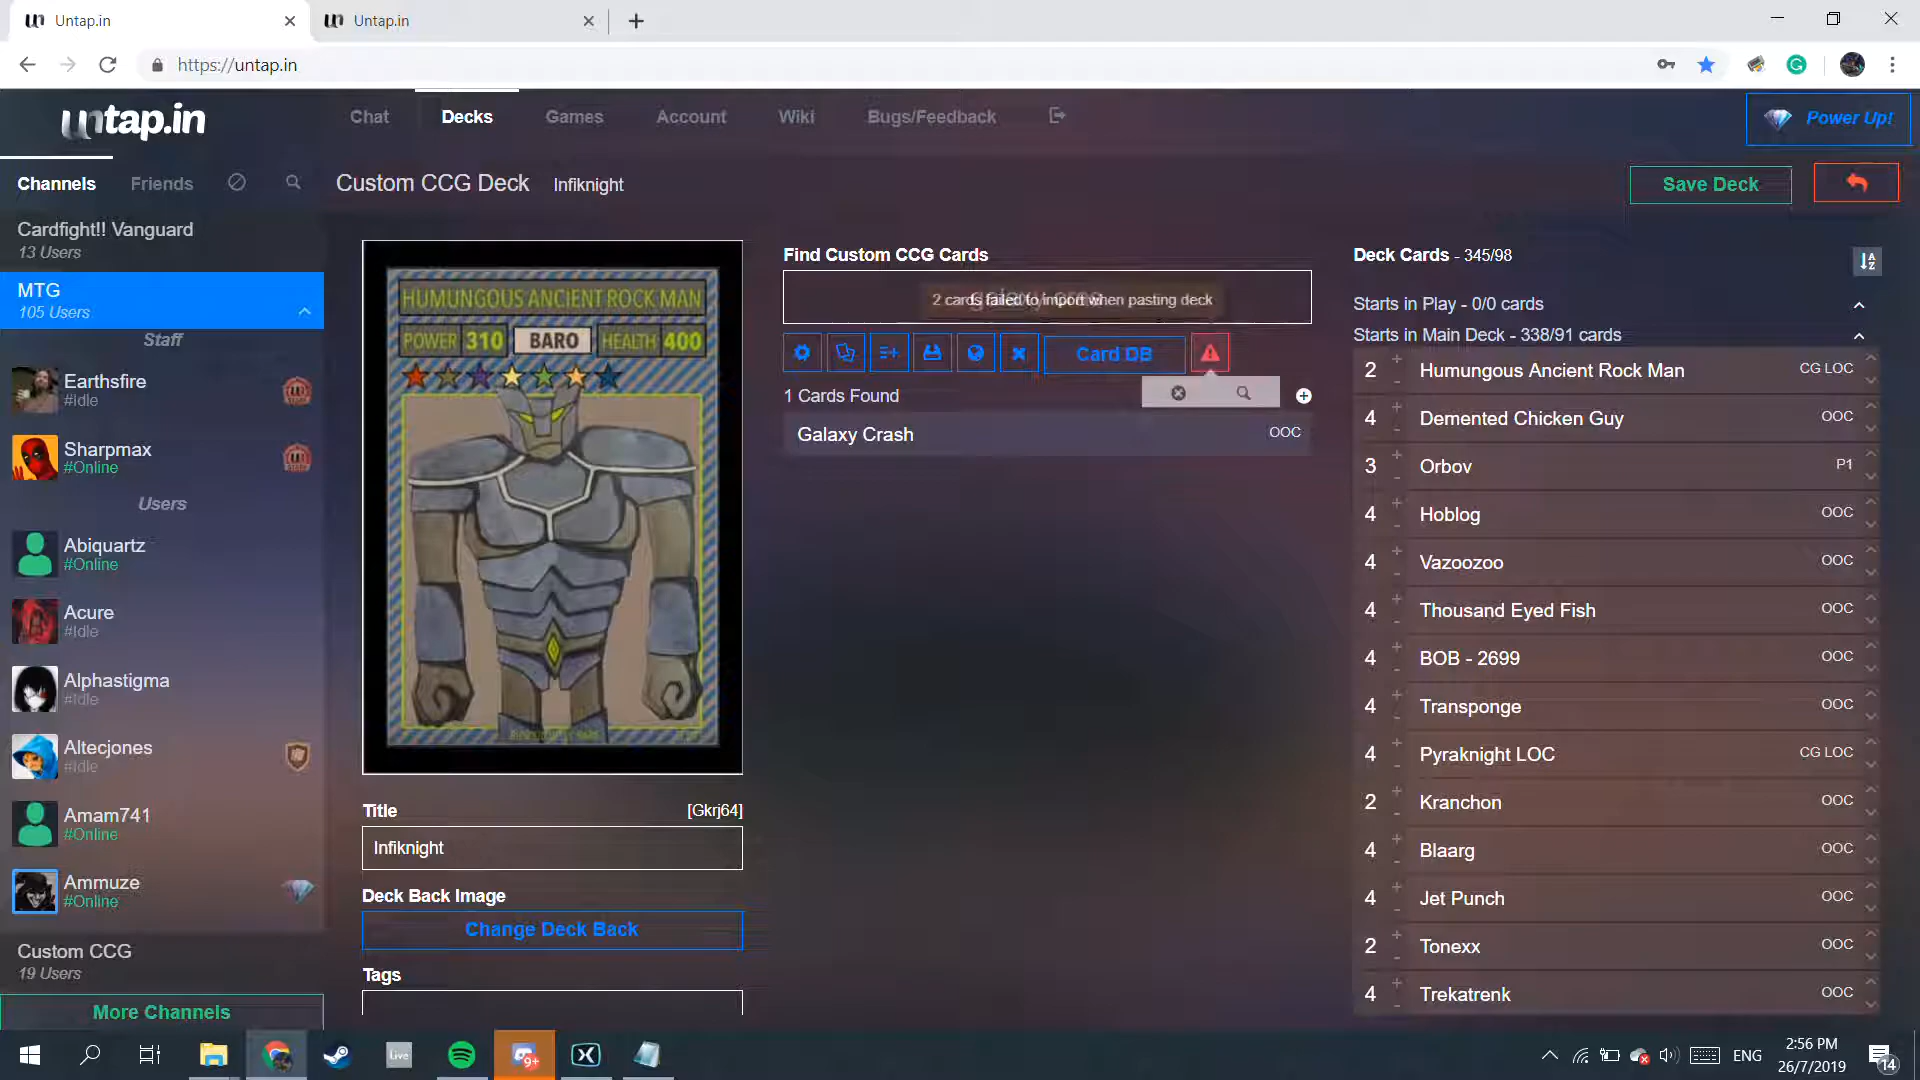 Untap.in
Untap.in
https://untap.in
untap.in
Chat
Decks
Games
Account
Wiki
Bugs/Feedback
Power Up!
Channels
Friends
Custom CCG Deck
Infiknight
Save Deck
Cardfight!! Vanguard
13 Users
MTG
105 Users
Staff
Earthsfire
#Idle
Sharpmax
#Online
Users
Abiquartz
#Online
Acure
#Idle
Alphastigma
#Idle
Altecjones
#Idle
Amam741
#Online
Ammuze
#Online
Custom CCG
19 Users
More Channels
HUMUNGOUS ANCIENT ROCK MAN
POWER 310 BARO HEALTH 400
Title [Gkrj64]
Infiknight
Deck Back Image
Change Deck Back
Tags
Find Custom CCG Cards
2 cards failed to import when pasting deck
Card DB
1 Cards Found
Galaxy Crash OOC
Deck Cards - 345/98
Starts in Play - 0/0 cards
Starts in Main Deck - 338/91 cards
2 Humungous Ancient Rock Man CG LOC
4 Demented Chicken Guy OOC
3 Orbov P1
4 Hoblog OOC
4 Vazoozoo OOC
4 Thousand Eyed Fish OOC
4 BOB - 2699 OOC
4 Transponge OOC
4 Pyraknight LOC CG LOC
2 Kranchon OOC
4 Blaarg OOC
4 Jet Punch OOC
2 Tonexx OOC
4 Trekatrenk OOC
Live
9+
ENG
2:56 PM
26/7/2019
14